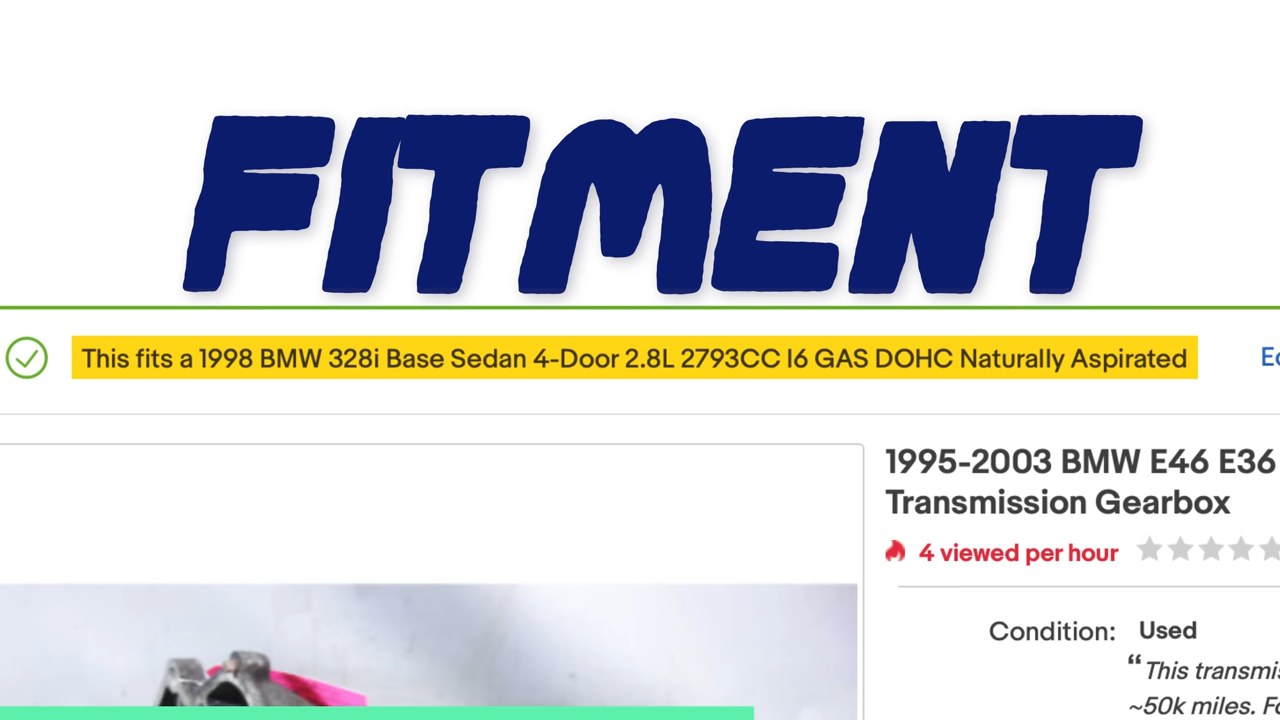 FITMENT
This fits a 1998 BMW 328i Base Sedan 4-Door 2.8L 2793CC I6 GAS DOHC Naturally Aspirated
1995-2003 BMW E46 E36
Transmission Gearbox
4 viewed per hour
Condition: Used
“This
~50k miles.